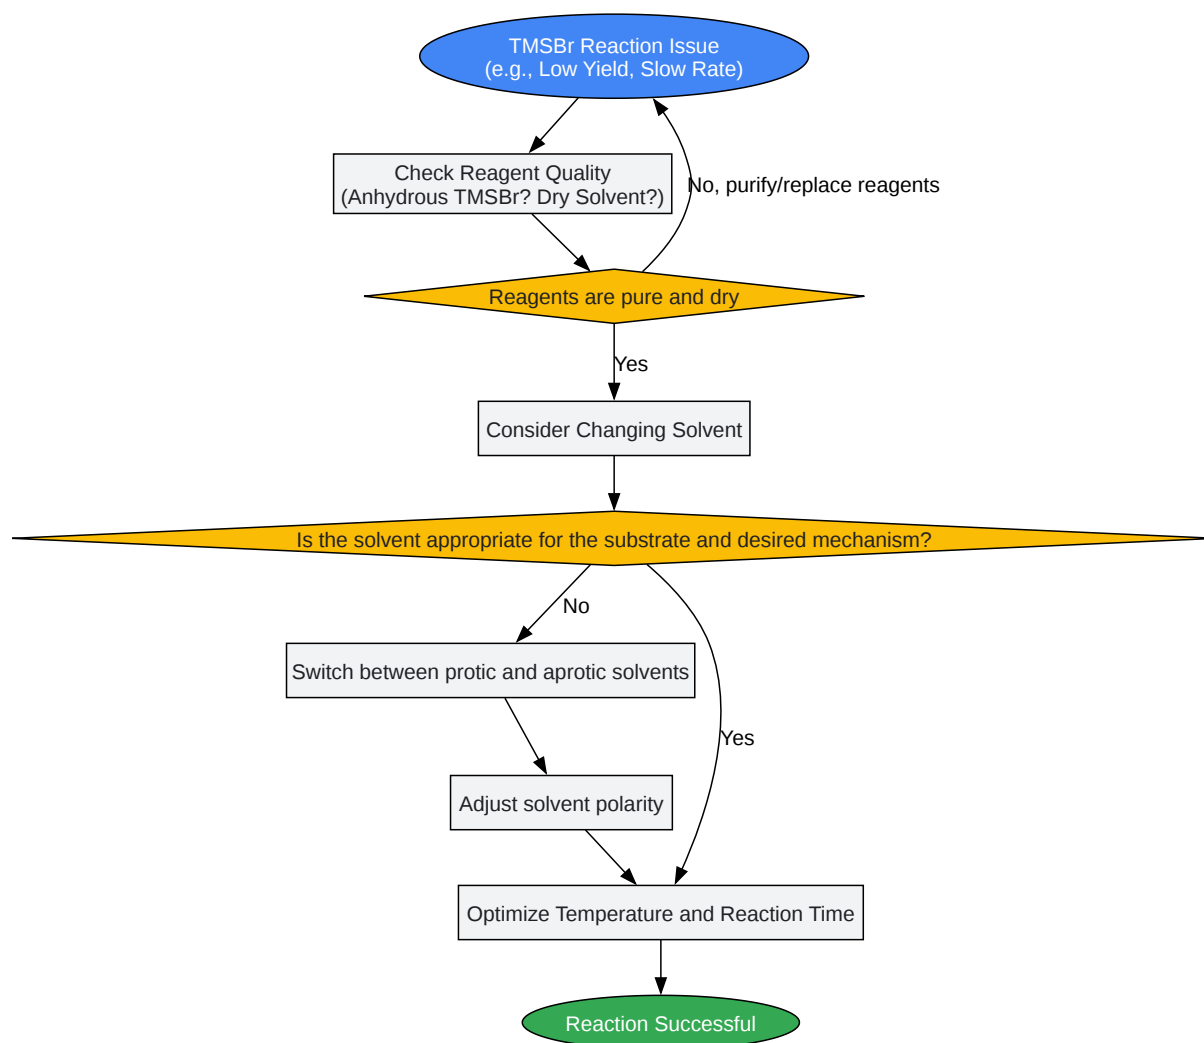 TMSBr Reaction Issue
(e.g., Low Yield, Slow Rate)
Check Reagent Quality
(Anhydrous TMSBr? Dry Solvent?)
No, purify/replace reagents
Reagents are pure and dry
Yes
Consider Changing Solvent
Is the solvent appropriate for the substrate and desired mechanism?
No
Switch between protic and aprotic solvents
Yes
Adjust solvent polarity
Optimize Temperature and Reaction Time
Reaction Successful